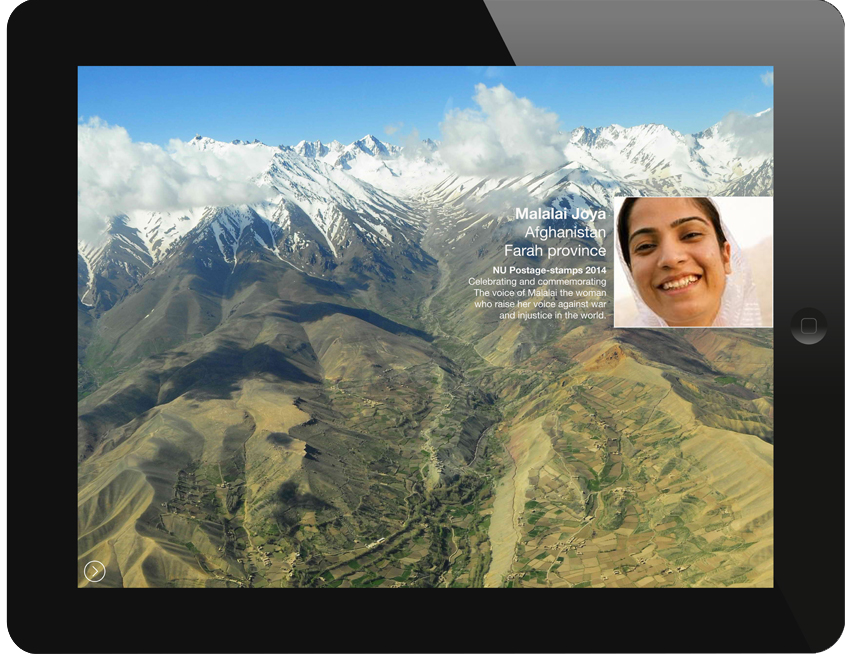 Malalai Joya
Afghanistan
Farah province
NU Postage-stamps 2014
Celebrating and commemorating
The voice of Malalai the woman
who raise her voice against war
and injustice in the world.